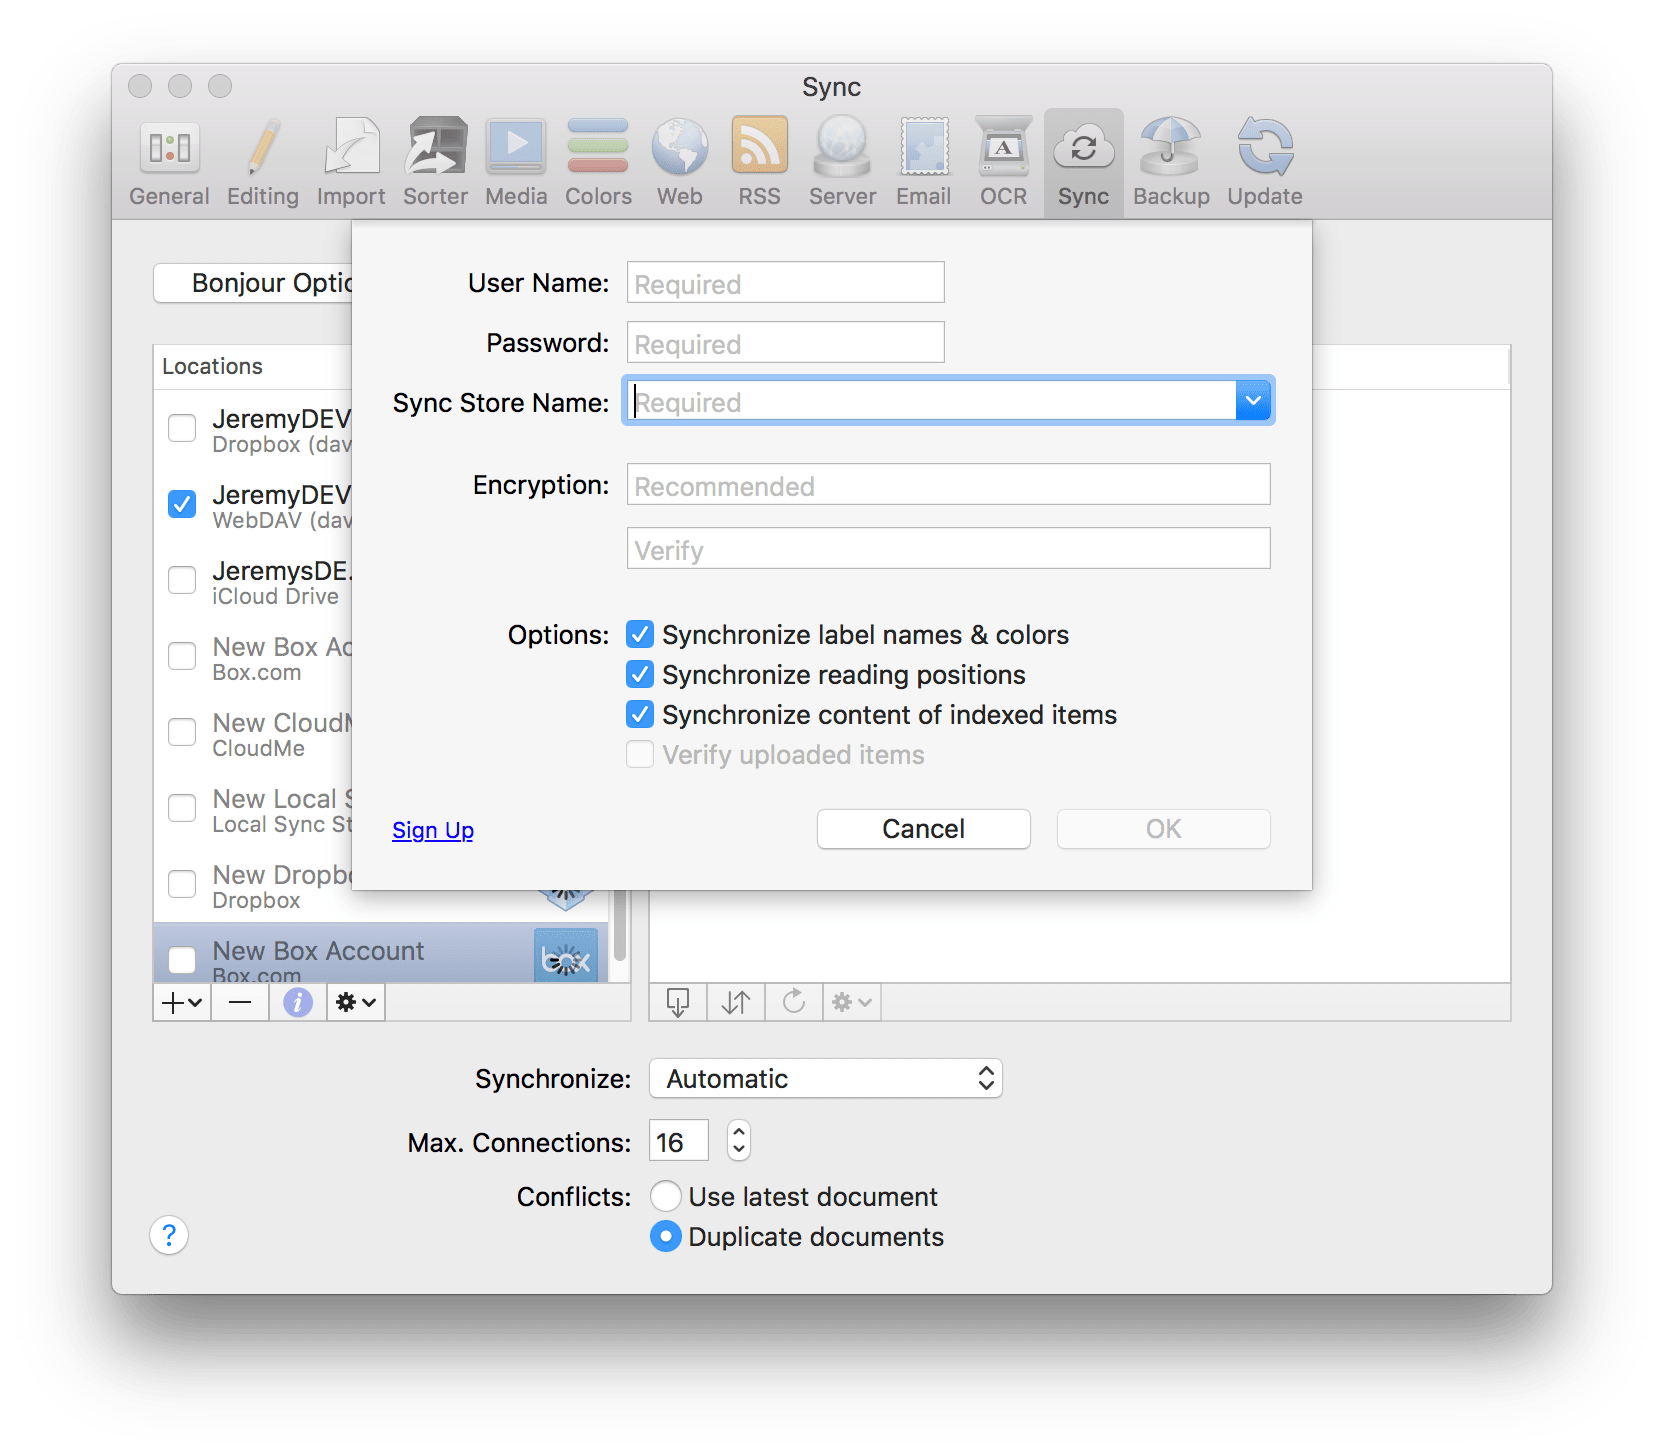 Sync
General Editing Import Sorter Media Colors Web RSS Server Email OCR Sync Backup Update
Bonjour Optio
User Name: Required
Password: Required
Sync Store Name: Required
Encryption: Recommended
Verify
Options: Synchronize label names & colors
Synchronize reading positions
Synchronize content of indexed items
Verify uploaded items
Sign Up
Cancel
OK
Locations
JeremyDEV
Dropbox (dav
JeremyDEV
WebDAV (dav
JeremysDE.
iCloud Drive
New Box Ac
Box.com
New CloudM
CloudMe
New Local S
Local Sync St
New Dropbo
Dropbox
New Box Account
Box.com
box
Synchronize: Automatic
Max. Connections: 16
Conflicts: Use latest document
Duplicate documents
?